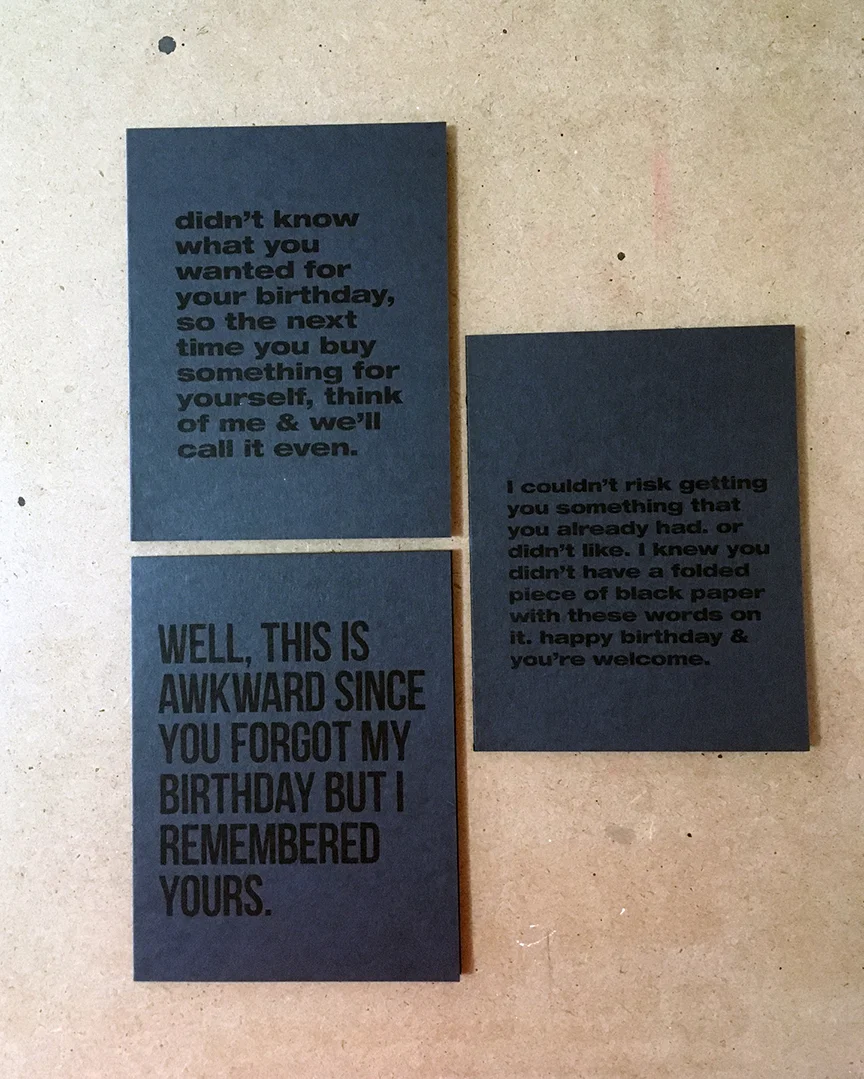 didn't know
what you
wanted for
your birthday,
so the next
time you buy
something for
yourself, think
of me & we'll
call it even.
I couldn't risk getting
you something that
you already had. or
didn't like. I knew you
didn't have a folded
piece of black paper
with these words on
it. happy birthday &
you're welcome.
WELL, THIS IS
AWKWARD SINCE
YOU FORGOT MY
BIRTHDAY BUT I
REMEMBERED
YOURS.